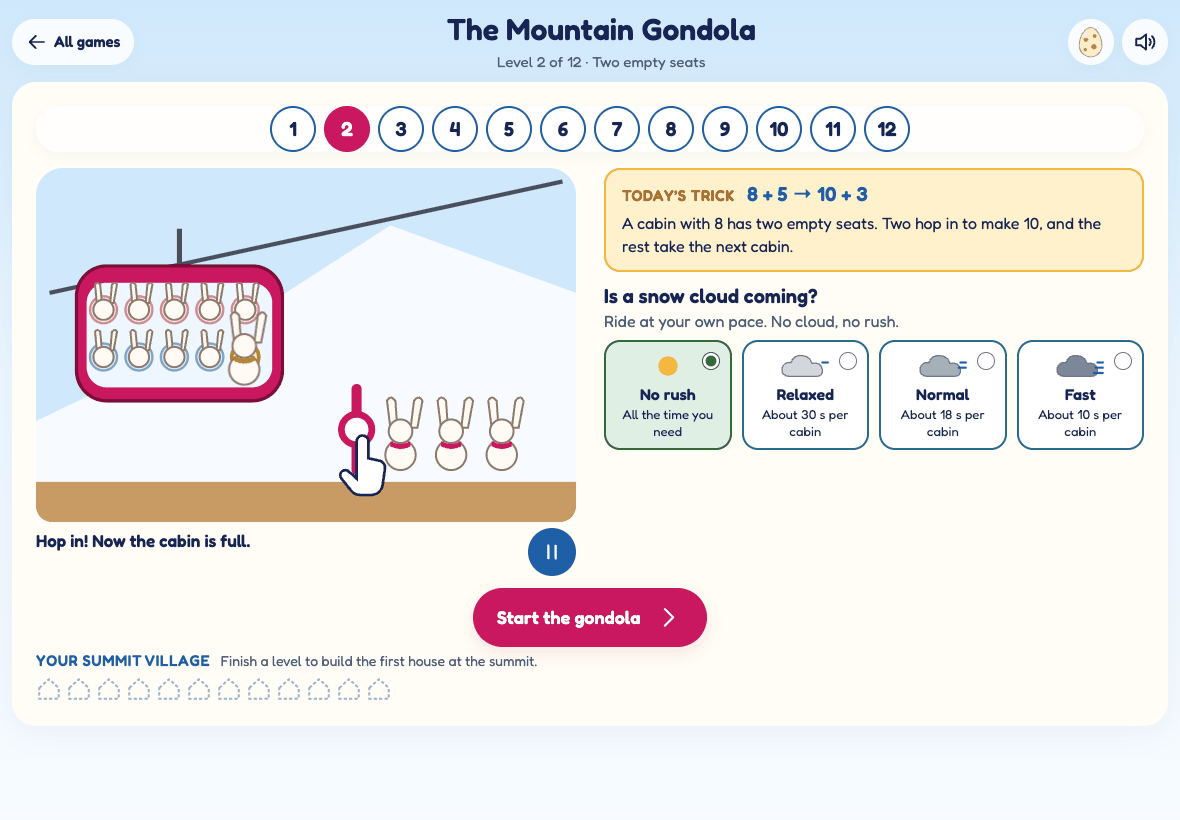 All games
The Mountain Gondola
Level 2 of 12 · Two empty seats
1 2 3 4 5 6 7 8 9 10 11 12
TODAY'S TRICK 8 + 5 → 10 + 3
A cabin with 8 has two empty seats. Two hop in to make 10, and the
rest take the next cabin.
Is a snow cloud coming?
Ride at your own pace. No cloud, no rush.
No rush
All the time you
need
Relaxed
About 30 s per
cabin
Normal
About 18 s per
cabin
Fast
About 10 s per
cabin
Hop in! Now the cabin is full.
Start the gondola
YOUR SUMMIT VILLAGE Finish a level to build the first house at the summit.